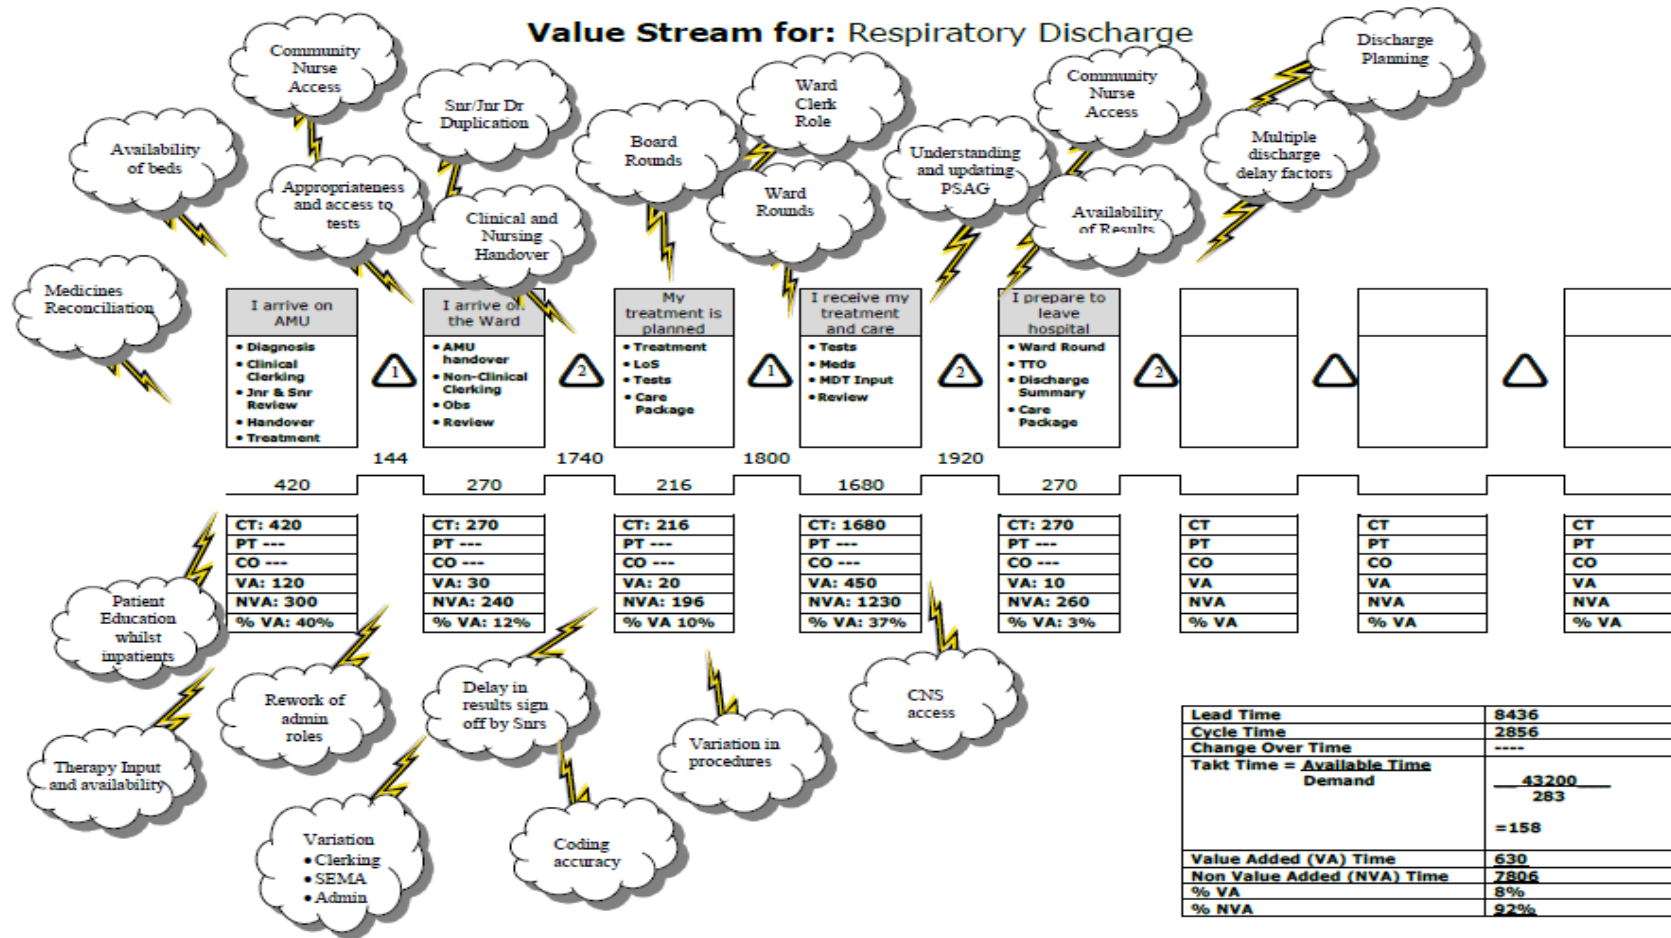 Value Stream for: Respiratory Discharge
Community
Nurse
Access
Snr/Jnr Dr
Duplication
Ward
Clerk
Role
Community
Nurse
Access
Discharge
Planning
Availability
of beds
Appropriateness
and access to
tests
Clinical and
Nursing
Handover
Board
Rounds
Ward
Rounds
Understanding
and updating
PSAG
Availability
of Results
Multiple
discharge
delay factors
Medicines
Reconciliation
I arrive on
AMU
• Diagnosis
• Clinical
Clerking
• Jnr & Snr
Review
• Handover
• Treatment
1
I arrive on
the Ward
• AMU
handover
• Non-Clinical
Clerking
• Obs
• Review
2
My
treatment is
planned
• Treatment
• LoS
• Tests
• Care
Package
1
I receive my
treatment
and care
• Tests
• Meds
• MDT Input
• Review
2
I prepare to
leave
hospital
• Ward Round
• TTO
• Discharge
Summary
• Care
Package
2
144
1740
1800
1920
420
270
216
1680
270
CT: 420
PT ---
CO ---
VA: 120
NVA: 300
% VA: 40%
CT: 270
PT ---
CO ---
VA: 30
NVA: 240
% VA: 12%
CT: 216
PT ---
CO ---
VA: 20
NVA: 196
% VA 10%
CT: 1680
PT ---
CO ---
VA: 450
NVA: 1230
% VA: 37%
CT: 270
PT ---
CO ---
VA: 10
NVA: 260
% VA: 3%
CT
PT
CO
VA
NVA
% VA
CT
PT
CO
VA
NVA
% VA
CT
PT
CO
VA
NVA
% VA
Patient
Education
whilst
inpatients
Therapy Input
and availability
Rework of
admin
roles
Delay in
results sign
off by Snrs
Variation
• Clerking
• SEMA
• Admin
Coding
accuracy
Variation in
procedures
CNS
access
Lead Time 8436
Cycle Time 2856
Change Over Time ----
Takt Time = Available Time
Demand
43200
283
=158
Value Added (VA) Time 630
Non Value Added (NVA) Time 7806
% VA 8%
% NVA 92%